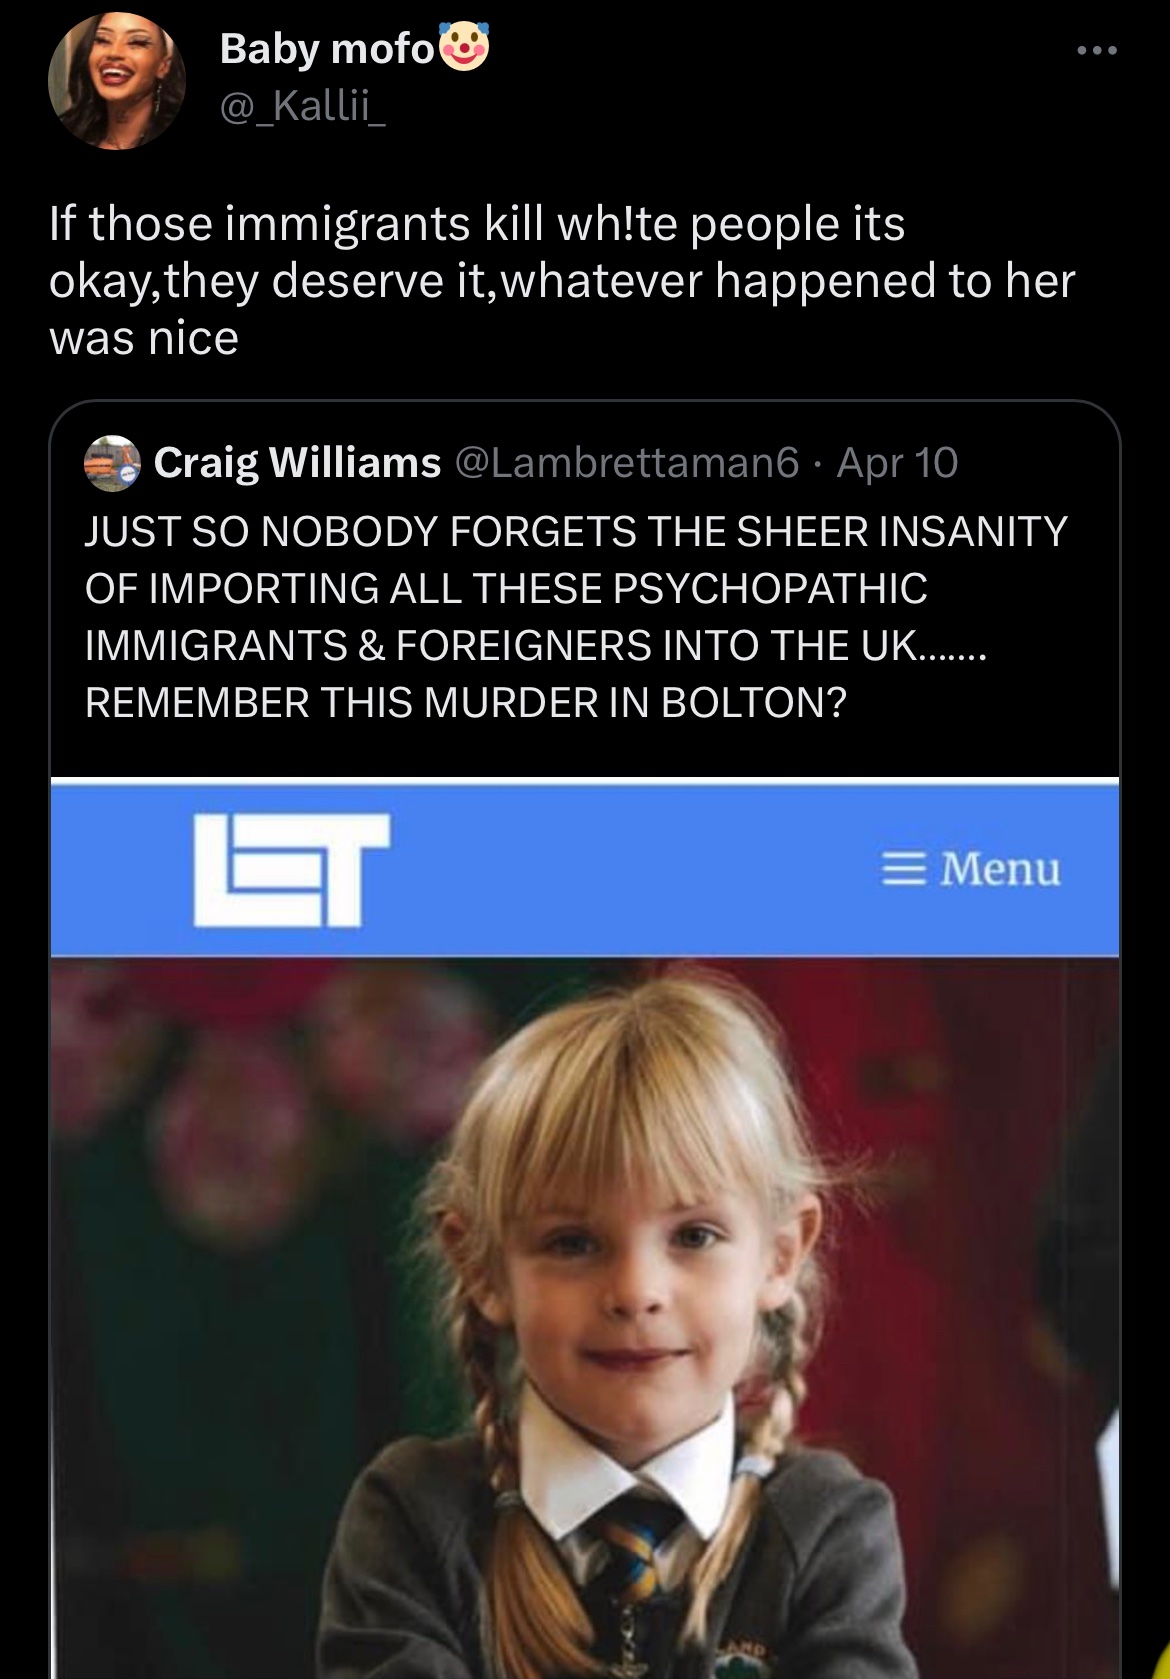 Baby mofo🤡
@_Kallii_
If those immigrants kill wh!te people its
okay,they deserve it,whatever happened to her
was nice
Craig Williams @Lambrettaman6 · Apr 10
JUST SO NOBODY FORGETS THE SHEER INSANITY
OF IMPORTING ALL THESE PSYCHOPATHIC
IMMIGRANTS & FOREIGNERS INTO THE UK.......
REMEMBER THIS MURDER IN BOLTON?
LET
Menu